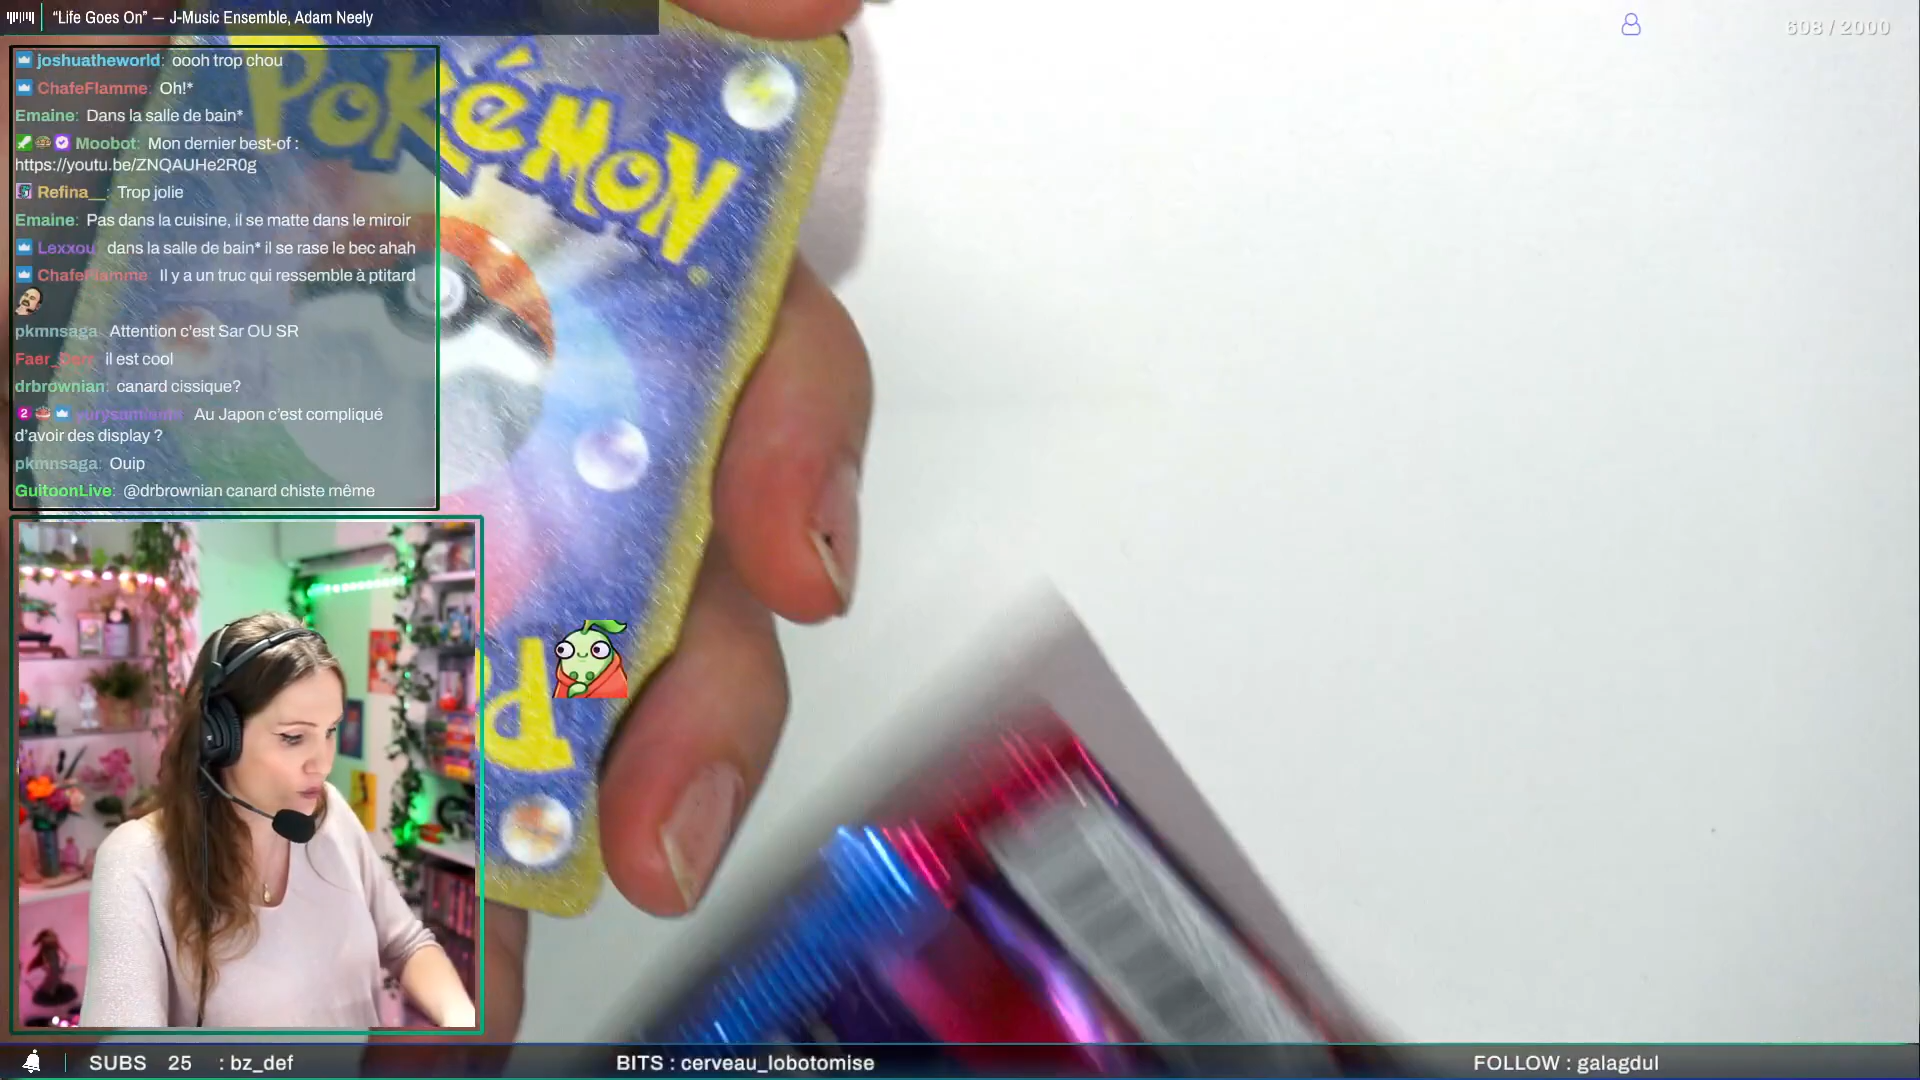 “Life Goes On” — J-Music Ensemble, Adam Neely
608 / 2000
joshuatheworld: oooh trop chou
ChafeFlamme: Oh!*
Emaine: Dans la salle de bain*
Moobot: Mon dernier best-of :
https://youtu.be/ZNQAUHe2R0g
Refina__: Trop jolie
Emaine: Pas dans la cuisine, il se matte dans le miroir
Lexxou: dans la salle de bain* il se rase le bec ahah
ChafeFlamme: Il y a un truc qui ressemble à ptitard
pkmnsaga: Attention c'est Sar OU SR
il est cool
drbrownian: canard cissique?
2 Au Japon c'est compliqué
d'avoir des display ?
pkmnsaga: Ouip
GuitoonLive: @drbrownian canard chiste même
POKéMON
SUBS 25 : bz_def
BITS : cerveau_lobotomise
FOLLOW : galagdul